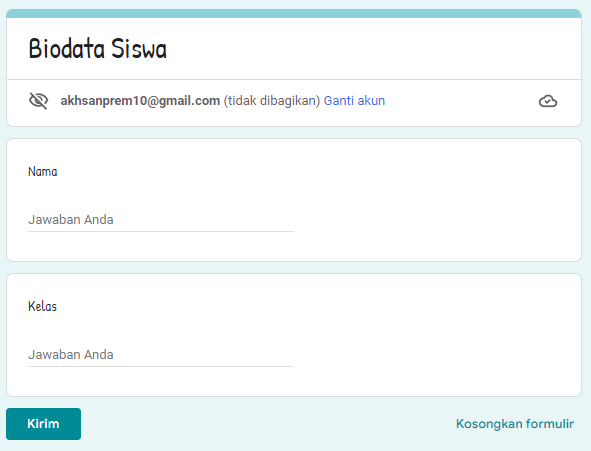 Biodata Siswa
akhsanprem10@gmail.com (tidak dibagikan) Ganti akun
Nama
Jawaban Anda
Kelas
Jawaban Anda
Kirim
Kosongkan formulir